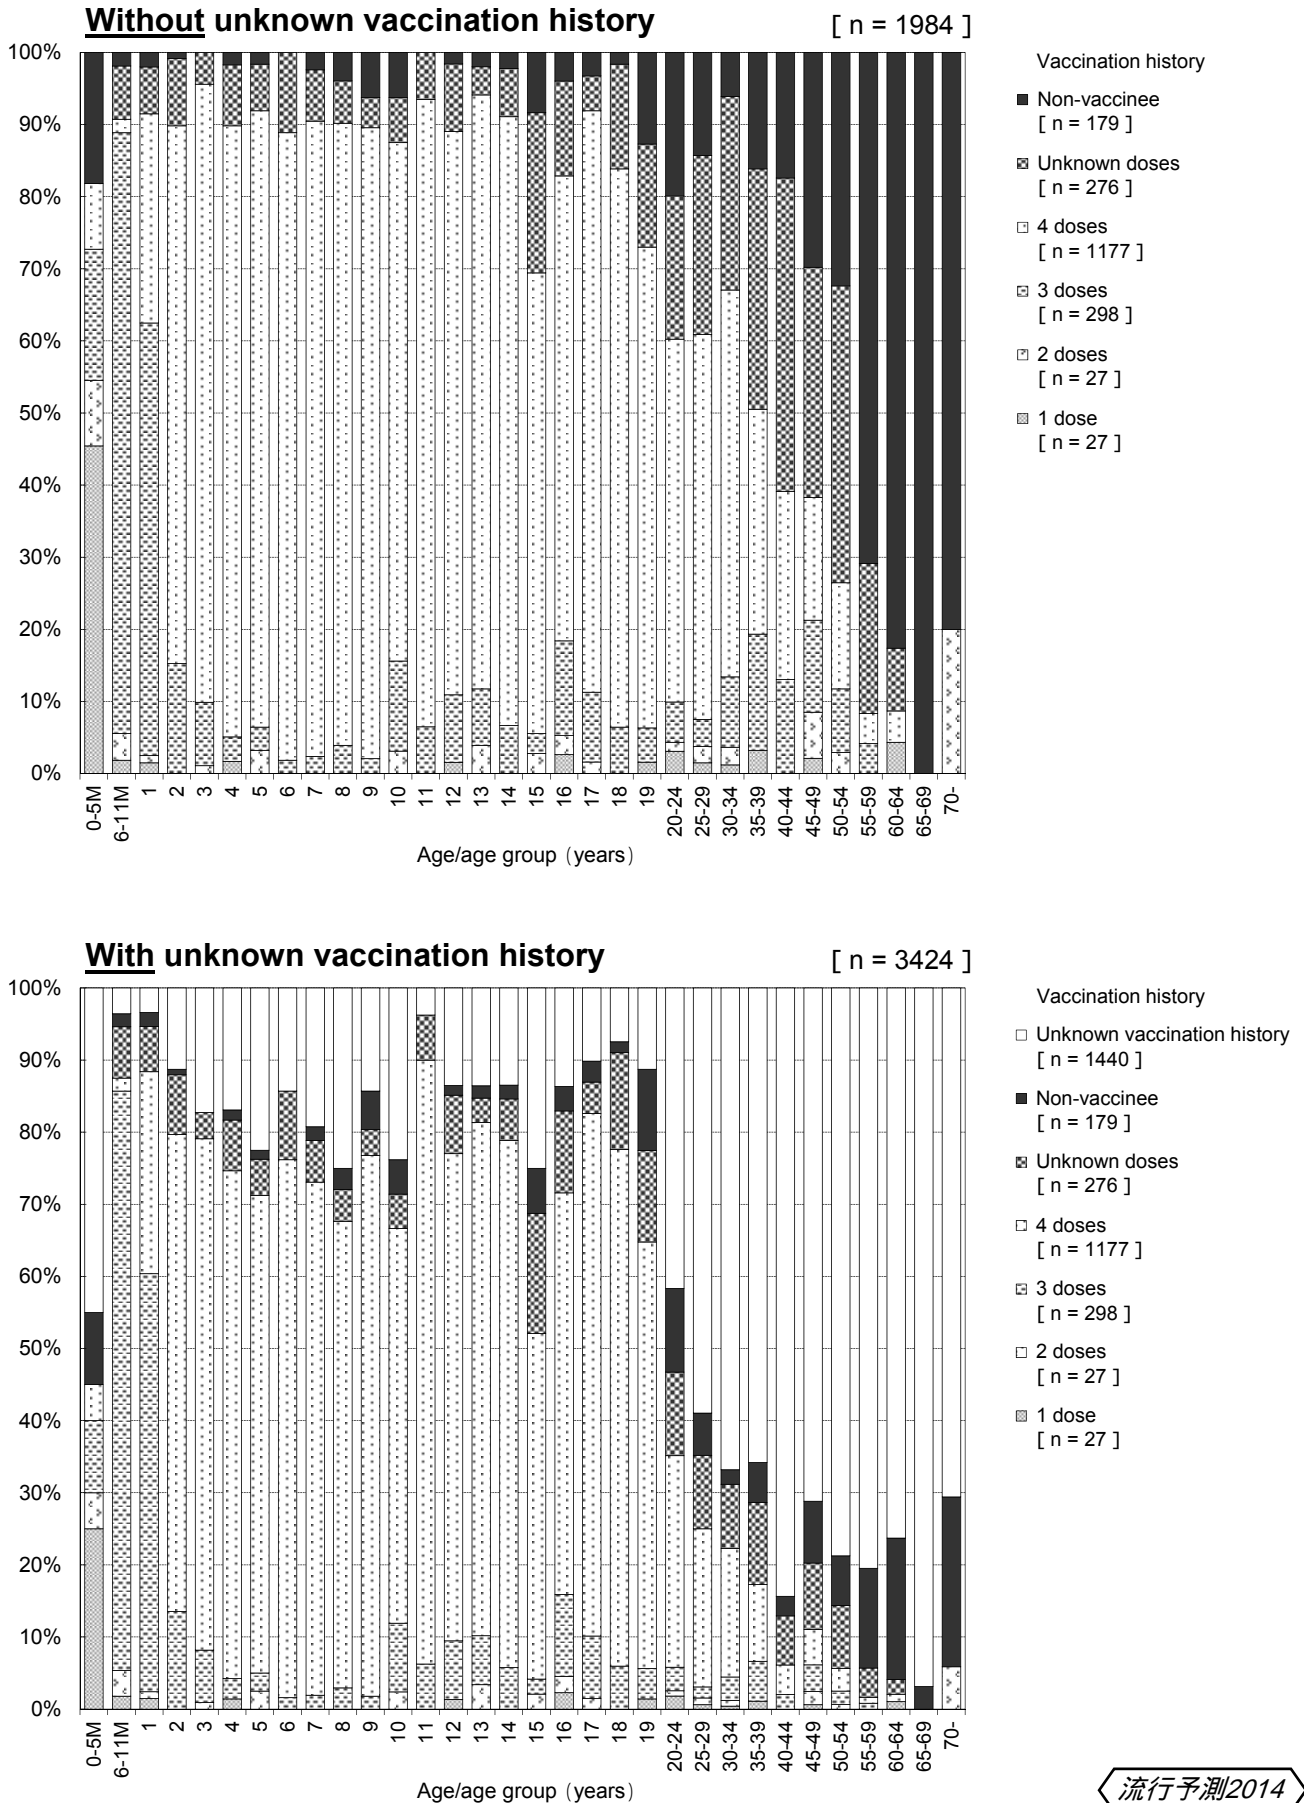 Without unknown vaccination history [ n = 1984 ]
100%
90%
80%
70%
60%
50%
40%
30%
20%
10%
0%
0-5M 6-11M 1 2 3 4 5 6 7 8 9 10 11 12 13 14 15 16 17 18 19 20-24 25-29 30-34 35-39 40-44 45-49 50-54 55-59 60-64 65-69 70-
Age/age group (years)
Vaccination history
Non-vaccinee
[ n = 179 ]
Unknown doses
[ n = 276 ]
4 doses
[ n = 1177 ]
3 doses
[ n = 298 ]
2 doses
[ n = 27 ]
1 dose
[ n = 27 ]
With unknown vaccination history [ n = 3424 ]
100%
90%
80%
70%
60%
50%
40%
30%
20%
10%
0%
0-5M 6-11M 1 2 3 4 5 6 7 8 9 10 11 12 13 14 15 16 17 18 19 20-24 25-29 30-34 35-39 40-44 45-49 50-54 55-59 60-64 65-69 70-
Age/age group (years)
Vaccination history
Unknown vaccination history
[ n = 1440 ]
Non-vaccinee
[ n = 179 ]
Unknown doses
[ n = 276 ]
4 doses
[ n = 1177 ]
3 doses
[ n = 298 ]
2 doses
[ n = 27 ]
1 dose
[ n = 27 ]
流行予測2014